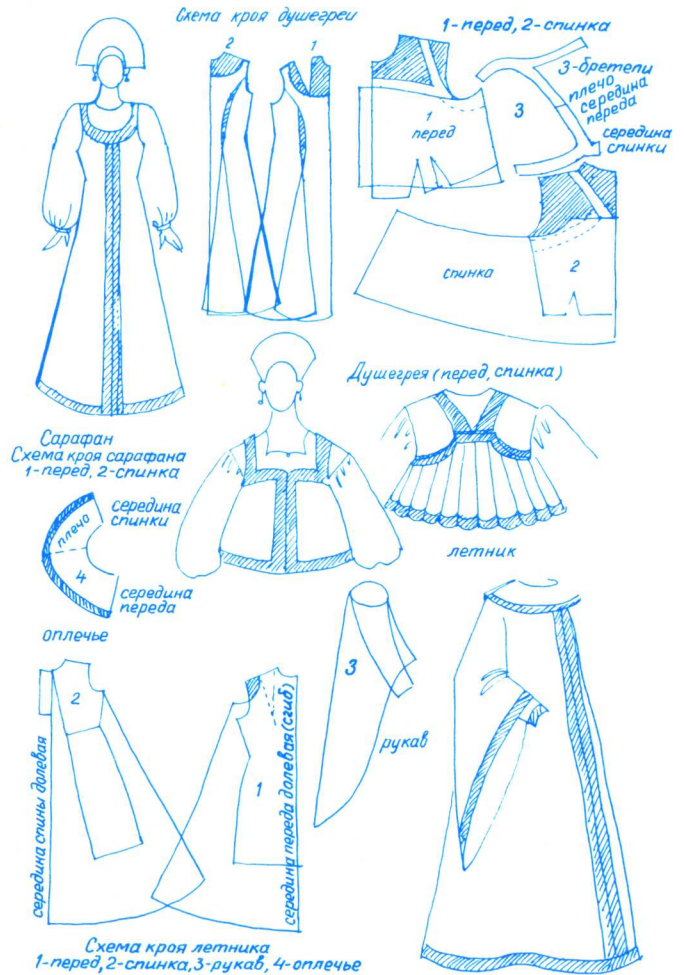 Схема кроя душегреи
2
1
1-перед, 2-спинка
3-бретели
плечо
середина
переда
середина
спинки
1
перед
3
спинка
2
Душегрея (перед, спинка)
Сарафан
Схема кроя сарафана
1-перед, 2-спинка
середина
спинки
плечо
4
середина
переда
оплечье
летник
2
середина спины долевая
1
середина переда долевая (сгиб)
3
рукав
Схема кроя летника
1-перед, 2-спинка, 3-рукав, 4-оплечье